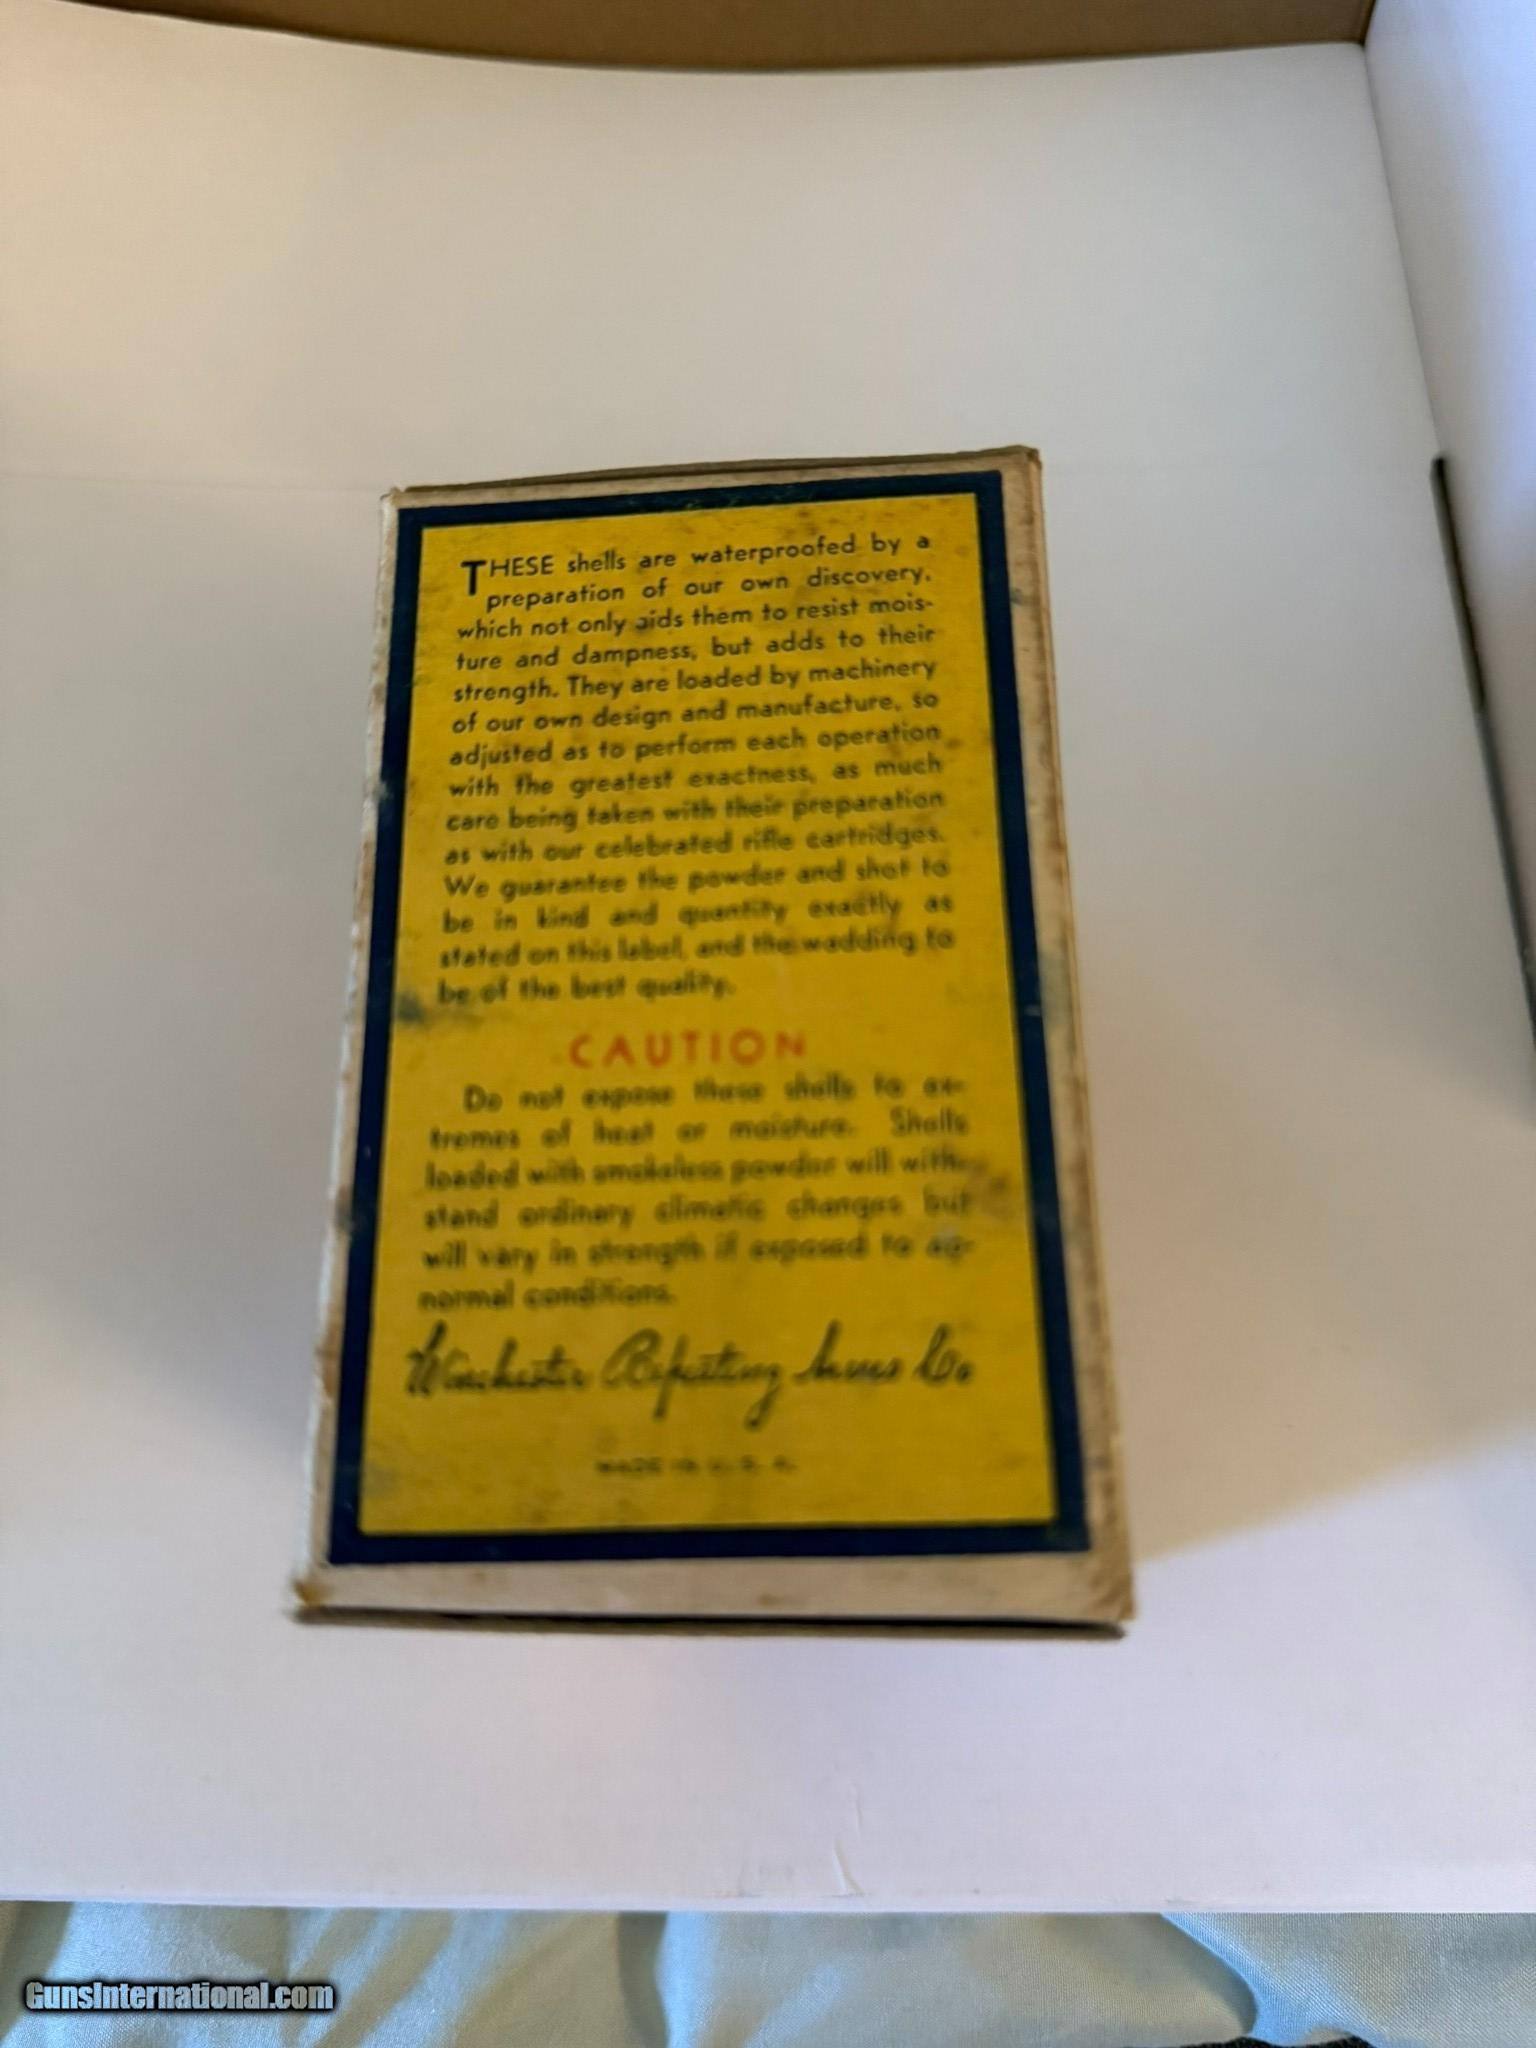 THESE shells are waterproofed by a
preparation of our own discovery,
which not only aids them to resist mois-
ture and dampness, but adds to their
strength. They are loaded by machinery
of our own design and manufacture, so
adjusted as to perform each operation
with the greatest exactness, as much
care being taken with their preparation
as with our celebrated rifle cartridges.
We guarantee the powder and shot to
be in kind and quantity exactly as
stated on this label, and the wadding to
be of the best quality.
CAUTION
Do not expose these shells to ex-
tremes of heat or moisture. Shells
loaded with smokeless powder will with-
stand ordinary climatic changes but
will vary in strength if exposed to ab-
normal conditions.
Winchester Repeating Arms Co
MADE IN U. S. A.
GunsInternational.com